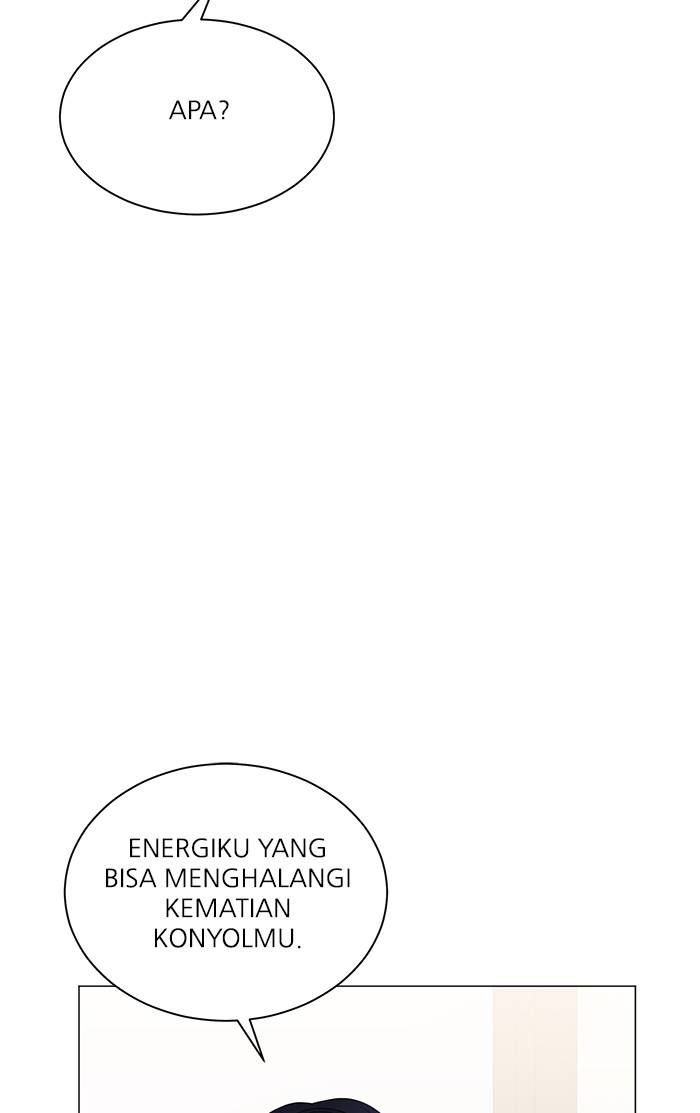 APA?
ENERGIKU YANG
BISA MENGHALANGI
KEMATIAN
KONYOLMU.